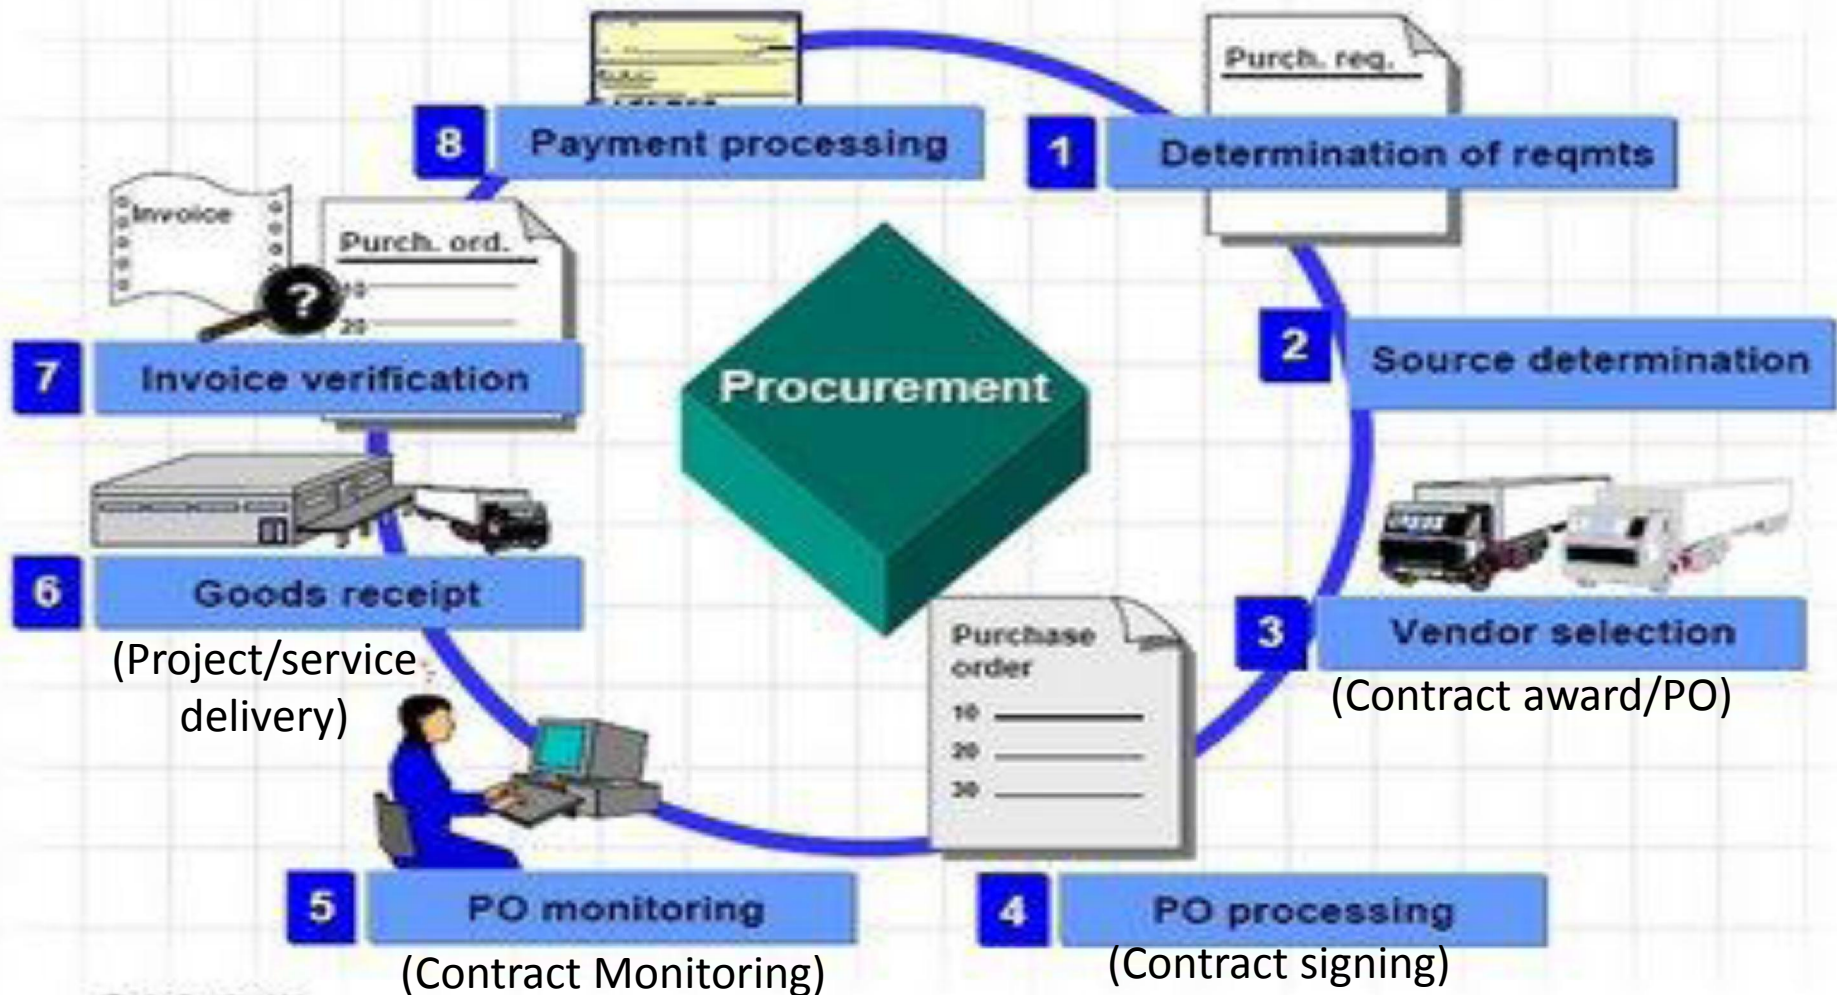 Purch. req.
8
Payment processing
1
Determination of reqmts
Invoice
Purch. ord.
?
10
20
7
Invoice verification
Procurement
2
Source determination
6
Goods receipt
(Project/service
delivery)
3
Vendor selection
(Contract award/PO)
Purchase
order
10
20
30
5
PO monitoring
(Contract Monitoring)
4
PO processing
(Contract signing)